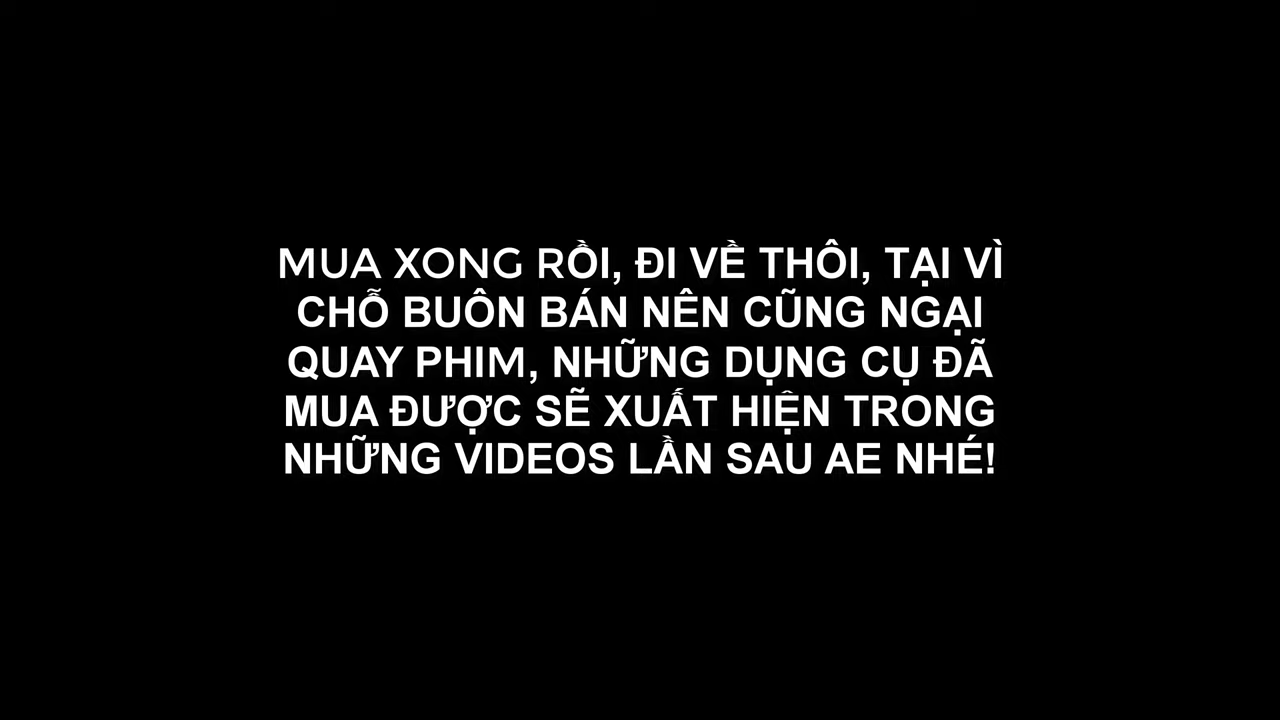 MUA XONG RỒI, ĐI VỀ THÔI, TẠI VÌ
CHỖ BUÔN BÁN NÊN CŨNG NGẠI
QUAY PHIM, NHỮNG DỤNG CỤ ĐÃ
MUA ĐƯỢC SẼ XUẤT HIỆN TRONG
NHỮNG VIDEOS LẦN SAU AE NHÉ!